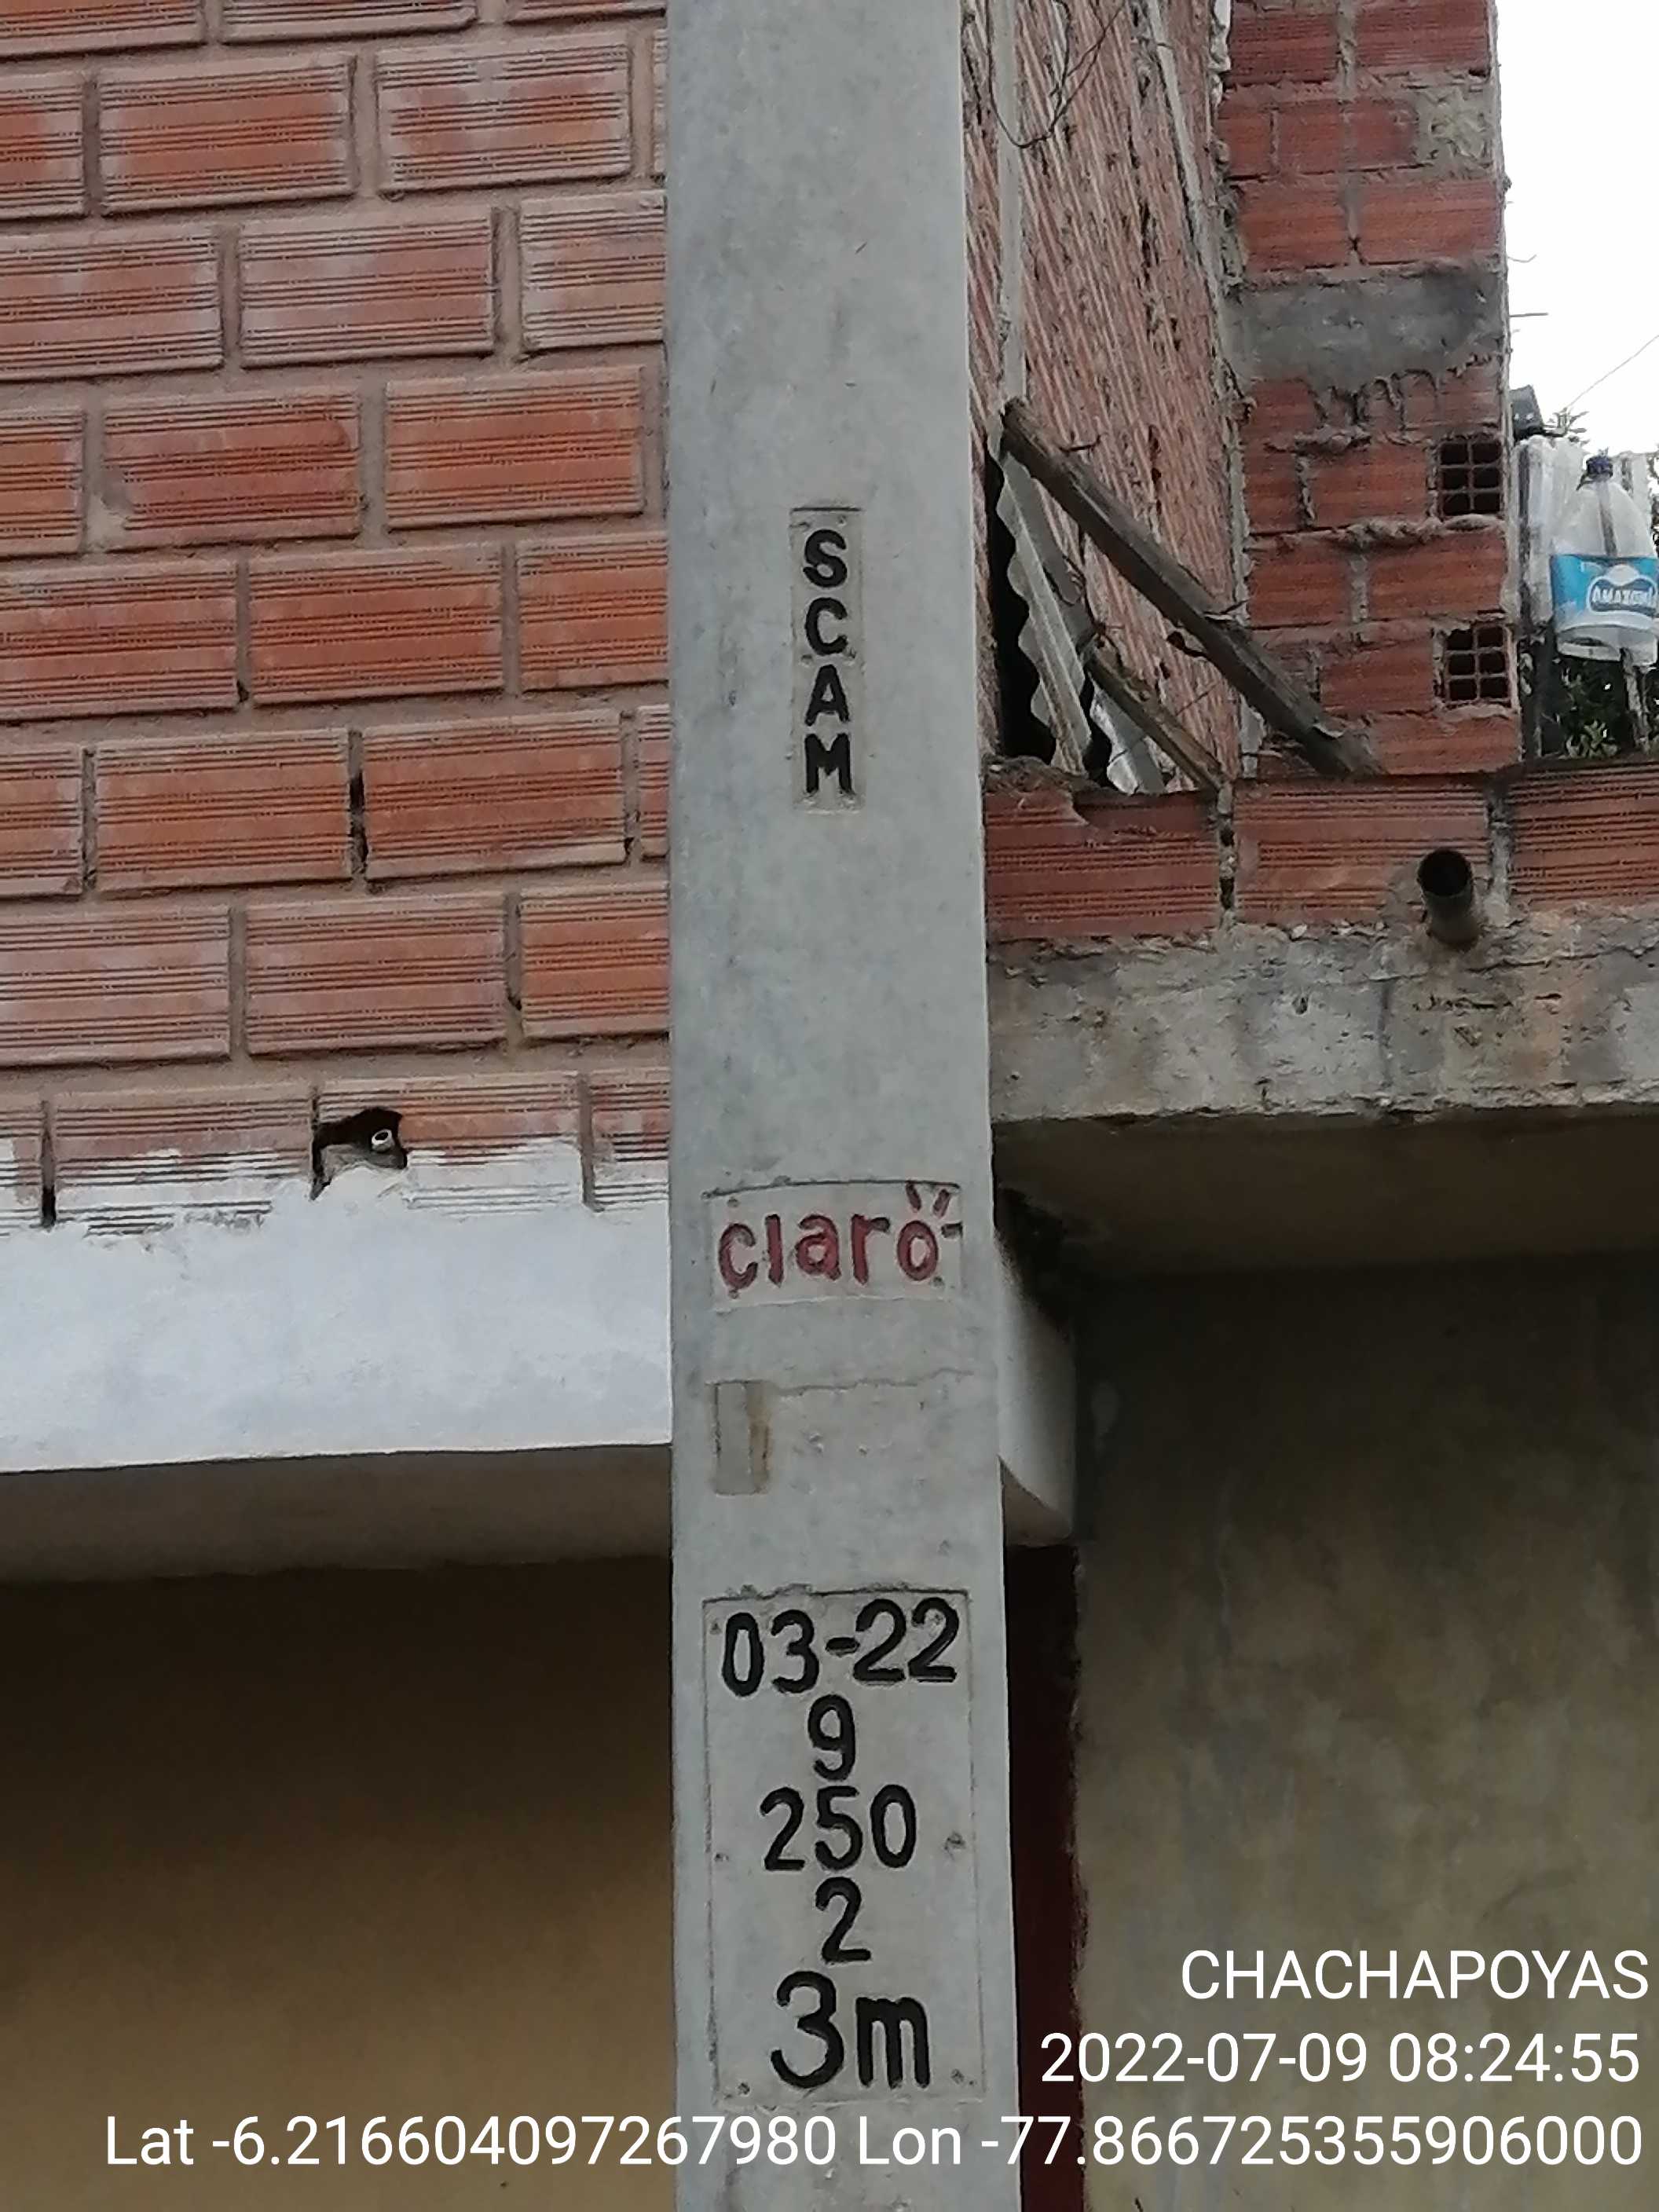 SCAM
claro
03-22
9
250
2
3m
AMAZONIA
CHACHAPOYAS
2022-07-09 08:24:55
Lat -6.216604097267980 Lon -77.866725355906000